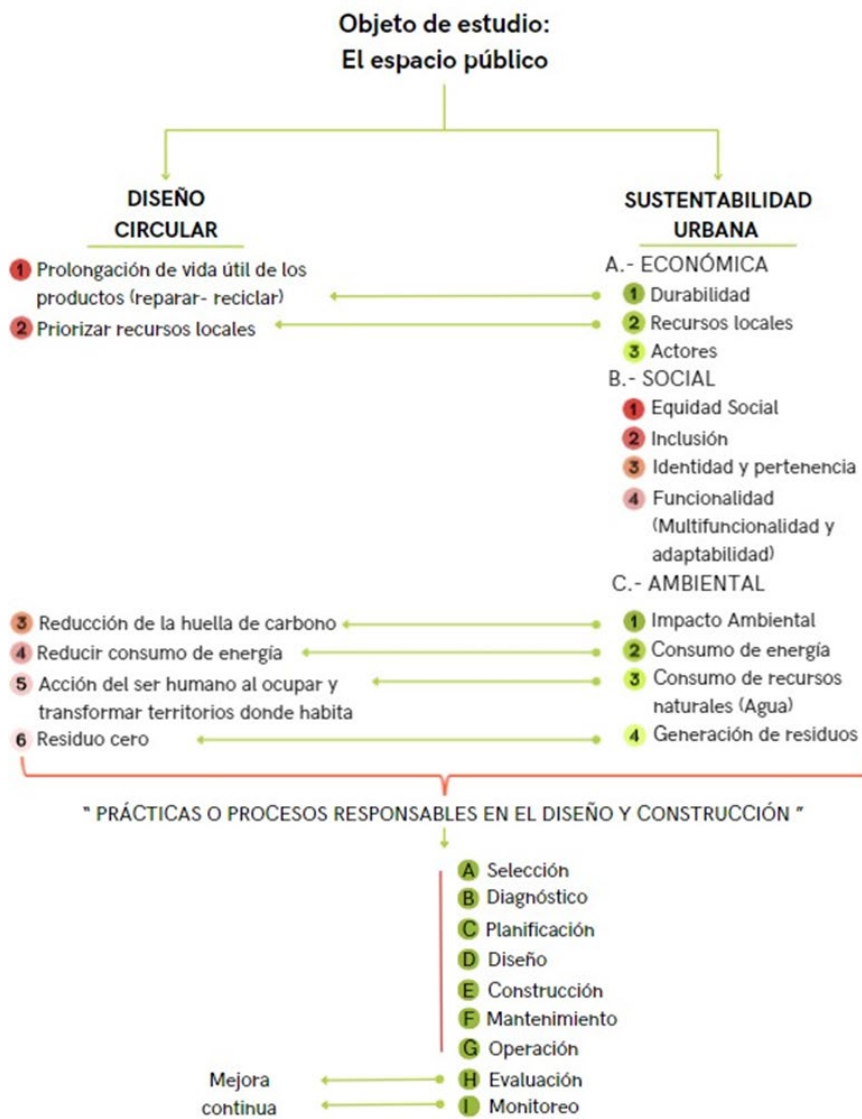 Objeto de estudio:
El espacio público
DISEÑO
CIRCULAR
1 Prolongación de vida útil de los
productos (reparar- reciclar)
2 Priorizar recursos locales
SUSTENTABILIDAD
URBANA
A.- ECONÓMICA
1 Durabilidad
2 Recursos locales
3 Actores
B.- SOCIAL
1 Equidad Social
2 Inclusión
3 Identidad y pertenencia
4 Funcionalidad
(Multifuncionalidad y
adaptabilidad)
C.- AMBIENTAL
3 Reducción de la huella de carbono
4 Reducir consumo de energía
5 Acción del ser humano al ocupar y
transformar territorios donde habita
6 Residuo cero
1 Impacto Ambiental
2 Consumo de energía
3 Consumo de recursos
naturales (Agua)
4 Generación de residuos
" PRÁCTICAS O PROCESOS RESPONSABLES EN EL DISEÑO Y CONSTRUCCIÓN "
A Selección
B Diagnóstico
C Planificación
D Diseño
E Construcción
F Mantenimiento
G Operación
H Evaluación
I Monitoreo
Mejora
continua